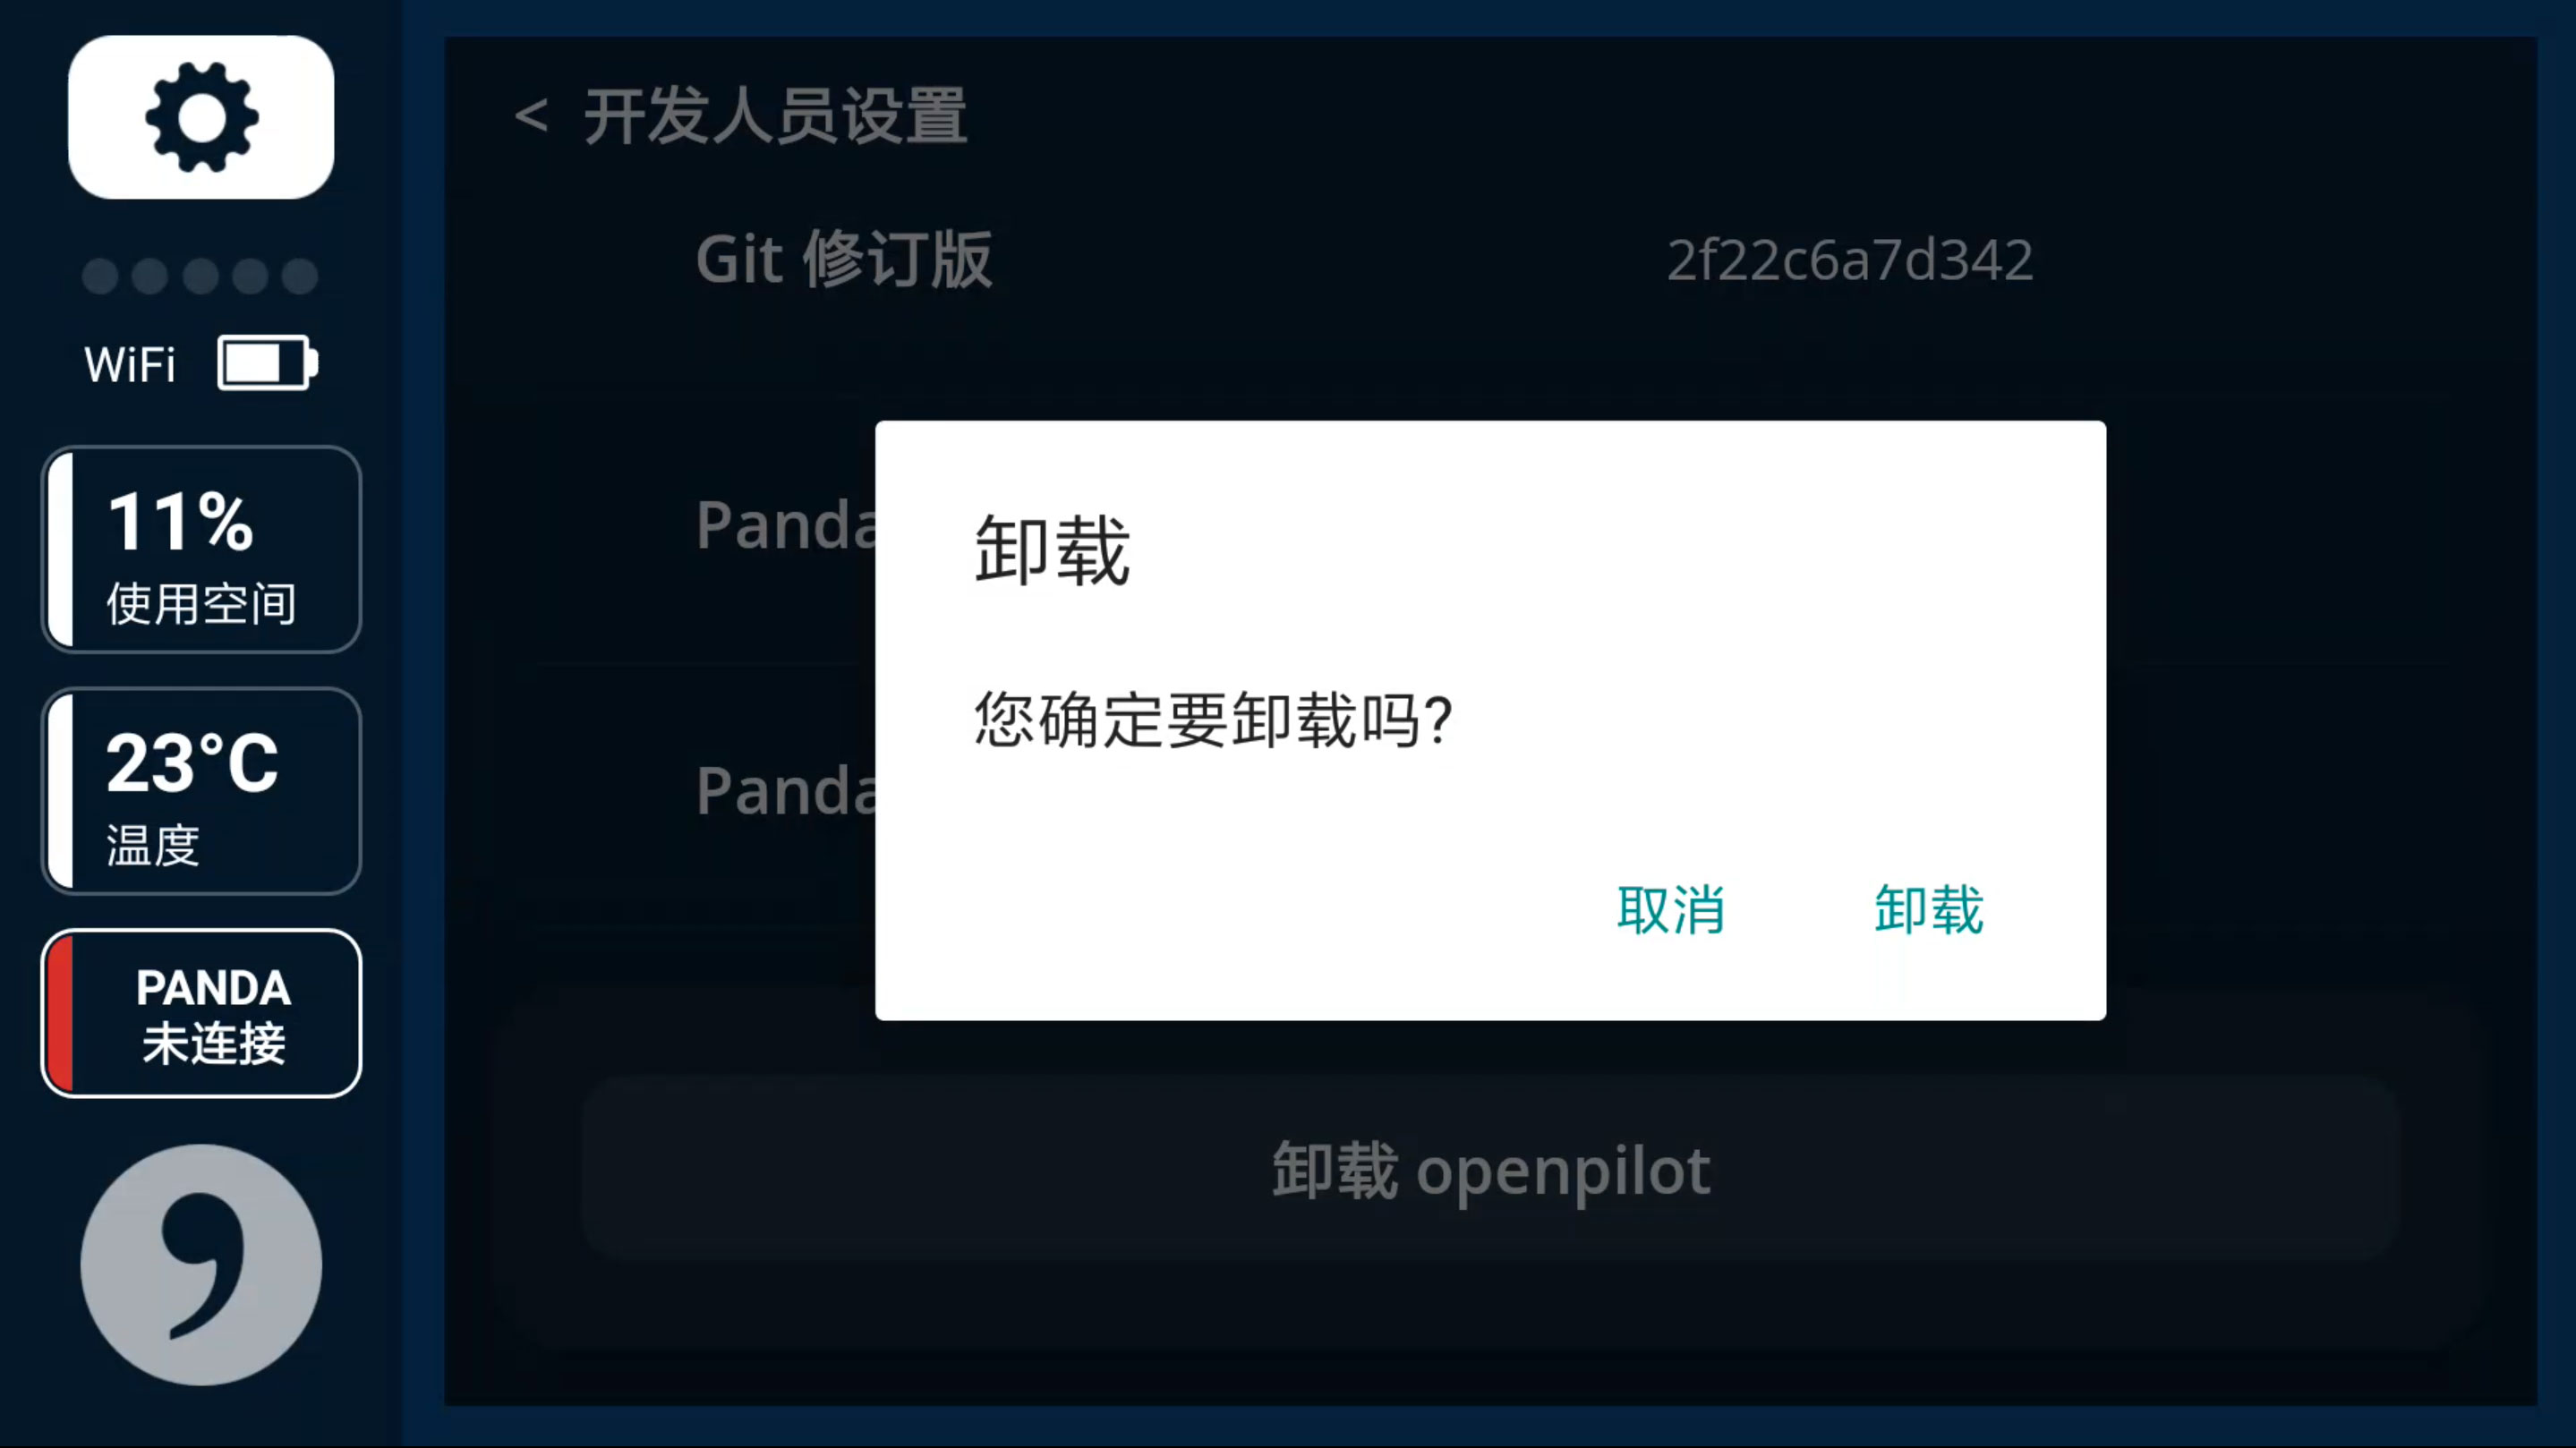 WiFi
11%
使用空间
23°C
温度
PANDA
未连接
< 开发人员设置
Git 修订版
2f22c6a7d342
Panda
Panda
卸载
您确定要卸载吗?
取消
卸载
卸载 openpilot